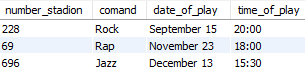 number_stadion comand date_of_play time_of_play
228 Rock September 15 20:00
69 Rap November 23 18:00
696 Jazz December 13 15:30